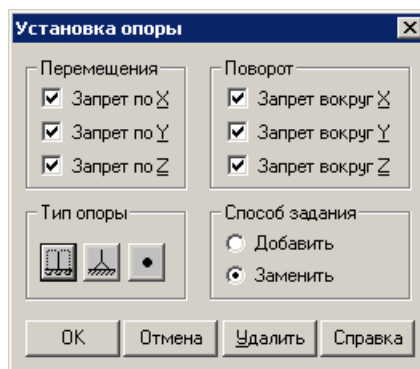 Установка опоры
Перемещения
Запрет по X
Запрет по Y
Запрет по Z
Поворот
Запрет вокруг X
Запрет вокруг Y
Запрет вокруг Z
Тип опоры
Способ задания
Добавить
Заменить
ОК
Отмена
Удалить
Справка